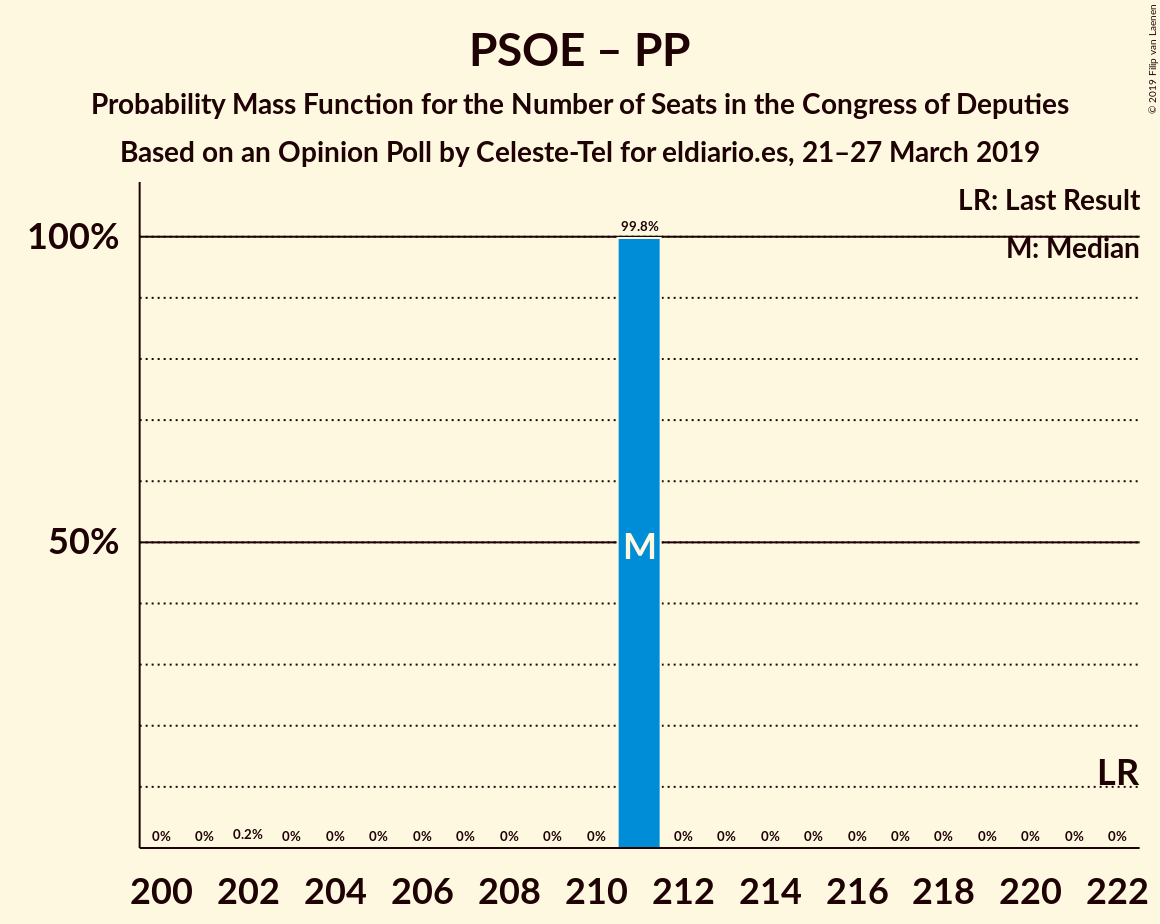 PSOE – PP
Probability Mass Function for the Number of Seats in the Congress of Deputies
Based on an Opinion Poll by Celeste-Tel for eldiario.es, 21–27 March 2019
© 2019 Filip van Laenen
LR: Last Result
M: Median
100%
50%
99.8%
M
LR
0% 0% 0.2% 0% 0% 0% 0% 0% 0% 0% 0% 0% 0% 0% 0% 0% 0% 0% 0% 0% 0% 0%
200 202 204 206 208 210 212 214 216 218 220 222